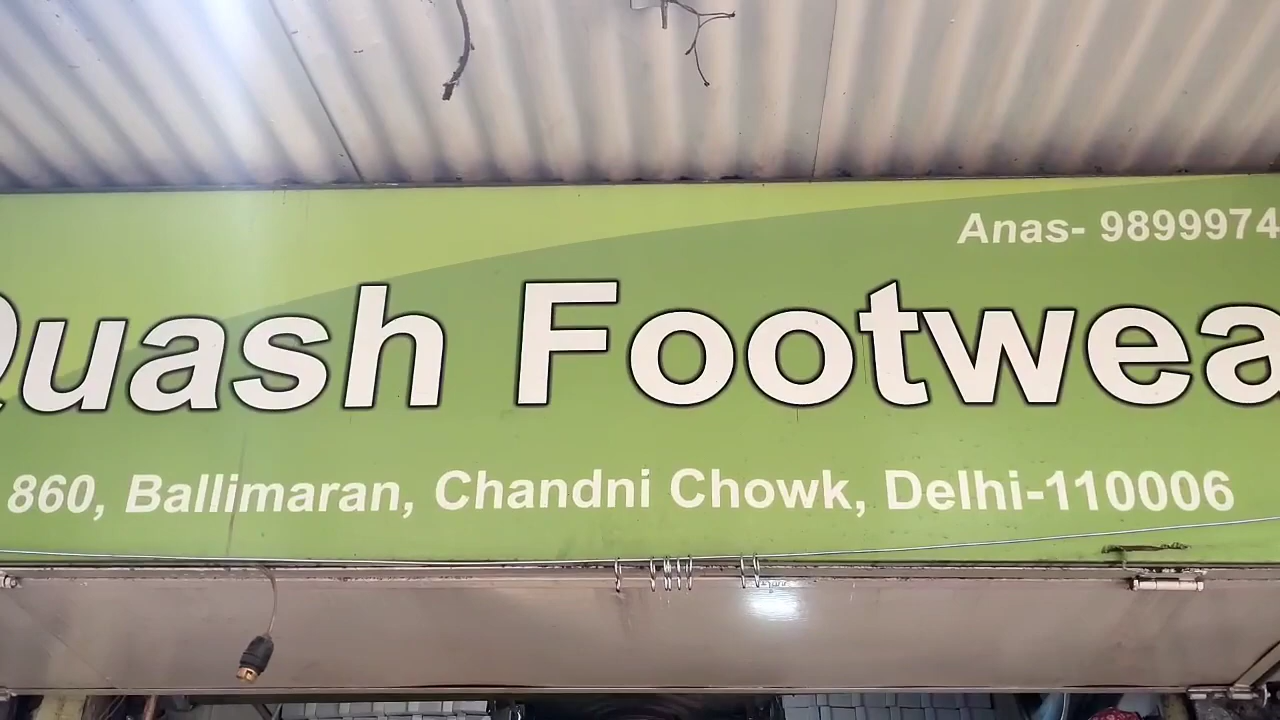 Anas- 9899974
Quash Footwea
860, Ballimaran, Chandni Chowk, Delhi-110006